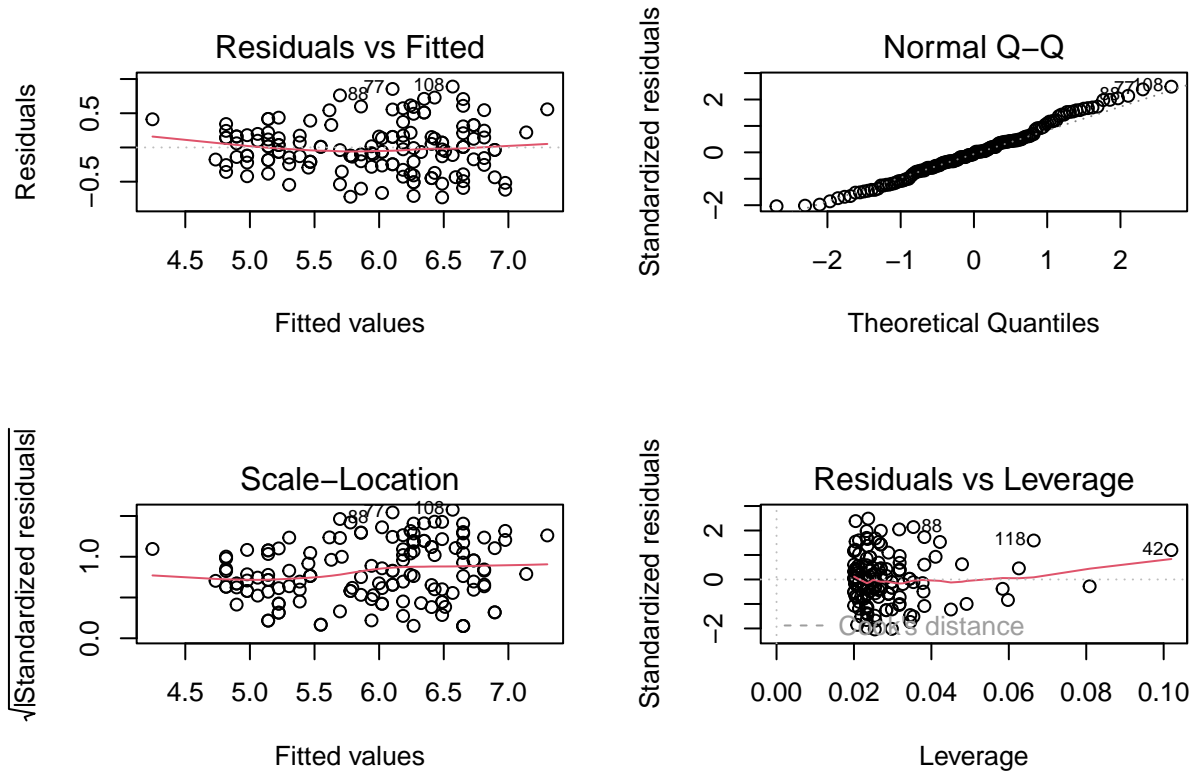 Residuals vs Fitted
Residuals
0.5
−0.5
88
77
108
4.5 5.0 5.5 6.0 6.5 7.0
Fitted values
Normal Q−Q
Standardized residuals
2
0
−2
88
77
108
−2 −1 0 1 2
Theoretical Quantiles
Scale−Location
√|Standardized residuals|
1.0
0.0
88
77
108
4.5 5.0 5.5 6.0 6.5 7.0
Fitted values
Residuals vs Leverage
Standardized residuals
2
0
−2
88
118
42
Cook's distance
0.00 0.02 0.04 0.06 0.08 0.10
Leverage